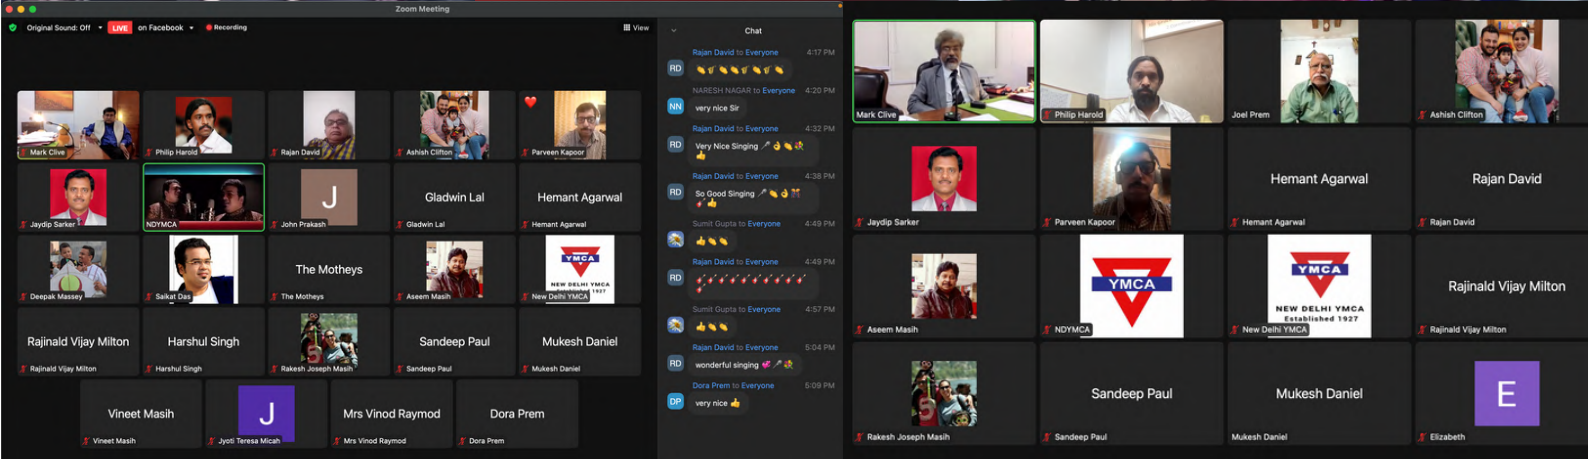 Zoom Meeting
Original Sound: Off
LIVE on Facebook
Recording
View
Mark Clive
Philip Harold
Rajan David
Ashish Clifton
Parveen Kapoor
Jaydip Sarker
NDYMCA
J
John Prakash
Gladwin Lal
Gladwin Lal
Hemant Agarwal
Hemant Agarwal
Deepak Massey
Saikat Das
The Motheys
The Motheys
Aseem Masih
YMCA
NEW DELHI YMCA
ESTABLISHED 1927
New Delhi YMCA
Rajinald Vijay Milton
Rajinald Vijay Milton
Harshul Singh
Harshul Singh
Rakesh Joseph Masih
Sandeep Paul
Sandeep Paul
Mukesh Daniel
Mukesh Daniel
Vineet Masih
Vineet Masih
J
Jyoti Teresa Micah
Mrs Vinod Raymod
Mrs Vinod Raymod
Dora Prem
Dora Prem
Chat
Rajan David to Everyone 4:17 PM
RD
NARESH NAGAR to Everyone 4:20 PM
NN very nice Sir
Rajan David to Everyone 4:32 PM
RD Very Nice Singing
Rajan David to Everyone 4:38 PM
RD So Good Singing
Sumit Gupta to Everyone 4:49 PM
Rajan David to Everyone 4:49 PM
RD
Sumit Gupta to Everyone 4:57 PM
Rajan David to Everyone 5:04 PM
RD wonderful singing
Dora Prem to Everyone 5:09 PM
DP very nice
Mark Clive
Philip Harold
Joel Prem
Ashish Clifton
Jaydip Sarker
Parveen Kapoor
Hemant Agarwal
Hemant Agarwal
Rajan David
Rajan David
Aseem Masih
YMCA
NDYMCA
YMCA
NEW DELHI YMCA
Established 1927
New Delhi YMCA
Rajinald Vijay Milton
Rajinald Vijay Milton
Rakesh Joseph Masih
Sandeep Paul
Sandeep Paul
Mukesh Daniel
Mukesh Daniel
E
Elizabeth